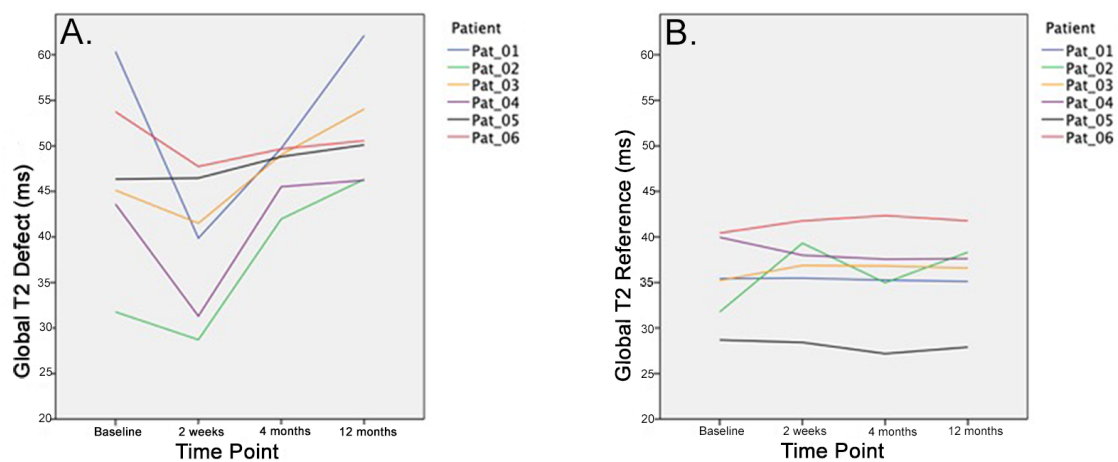 A.
Global T2 Defect (ms)
60
55
50
45
40
35
30
25
20
Baseline
2 weeks
4 months
12 months
Time Point
Patient
Pat_01
Pat_02
Pat_03
Pat_04
Pat_05
Pat_06
B.
Global T2 Reference (ms)
60
55
50
45
40
35
30
25
20
Baseline
2 weeks
4 months
12 months
Time Point
Patient
Pat_01
Pat_02
Pat_03
Pat_04
Pat_05
Pat_06